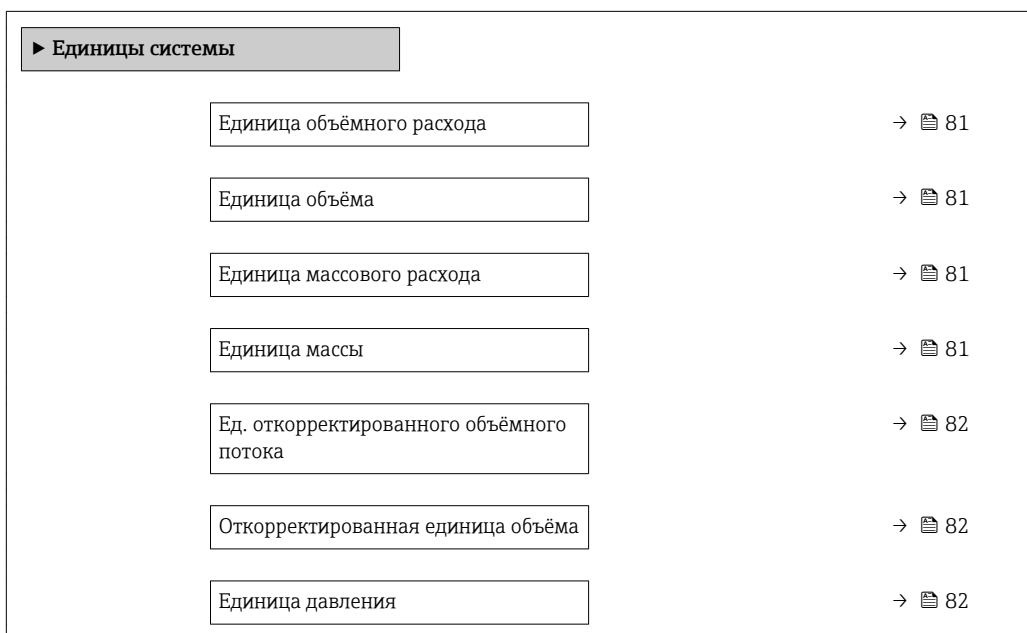 ▶ Единицы системы
Единица объёмного расхода → 81
Единица объёма → 81
Единица массового расхода → 81
Единица массы → 81
Ед. откорректированного объёмного → 82
потока
Откорректированная единица объёма → 82
Единица давления → 82